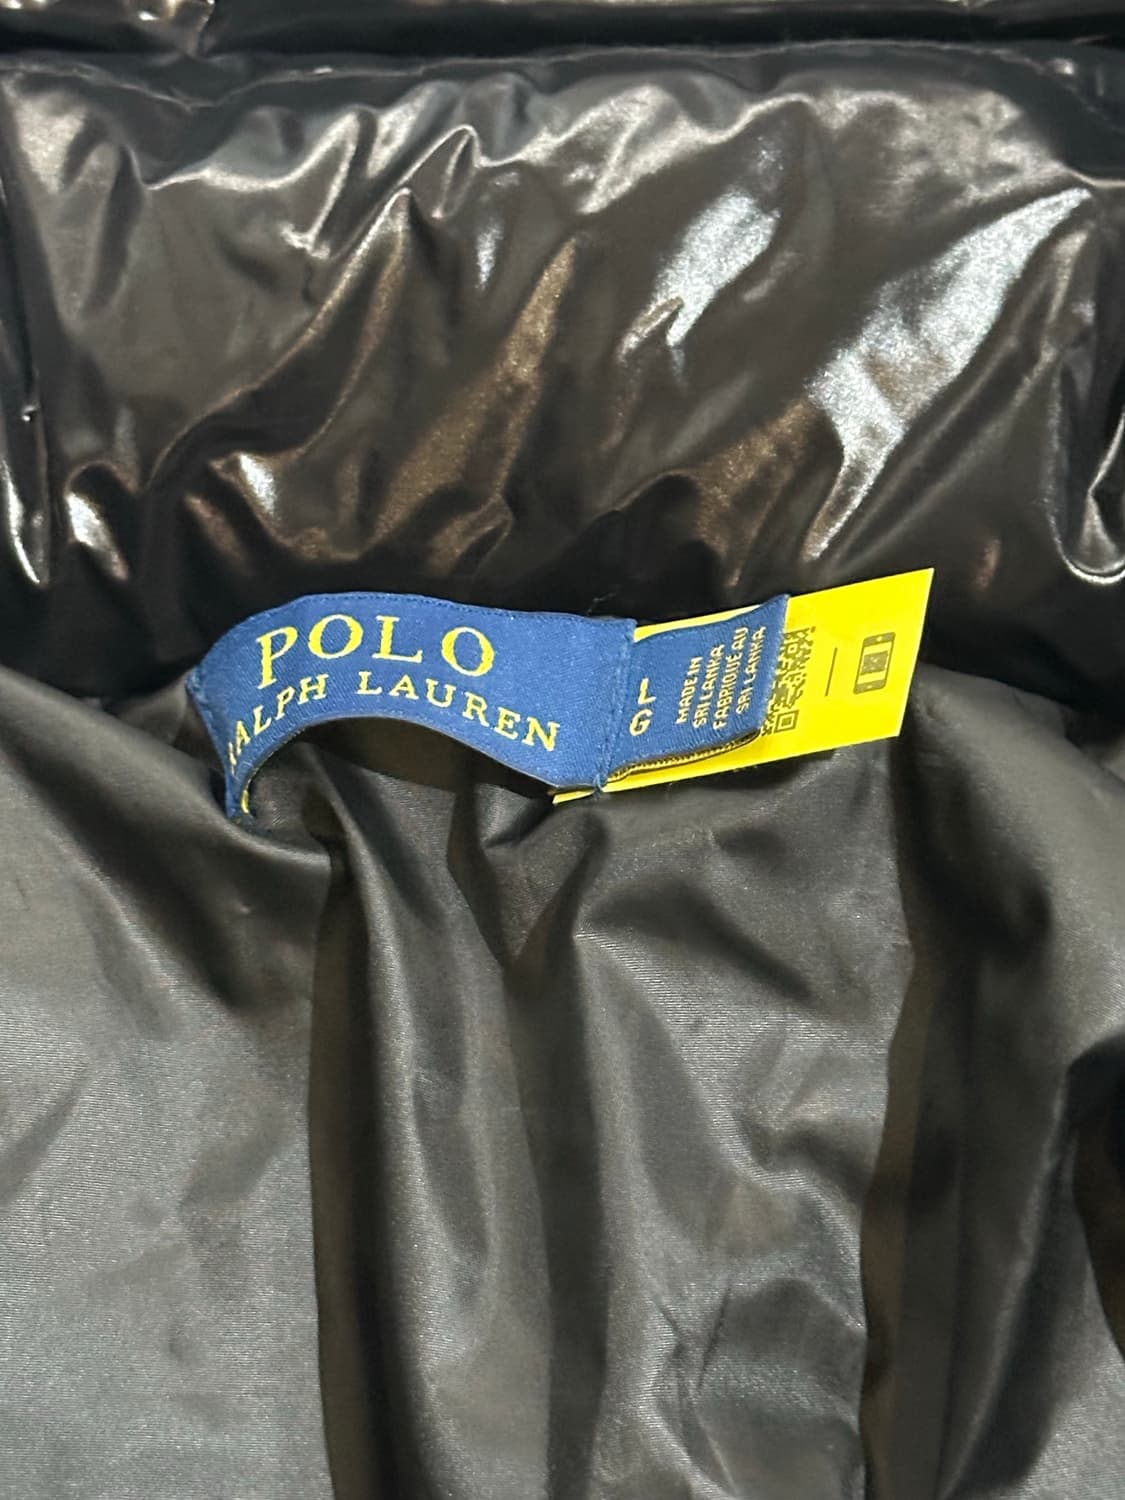 POLO
RALPH LAUREN
L
G
MADE IN
SRI LANKA
FABRIQUÉ AU
SRI LANKA